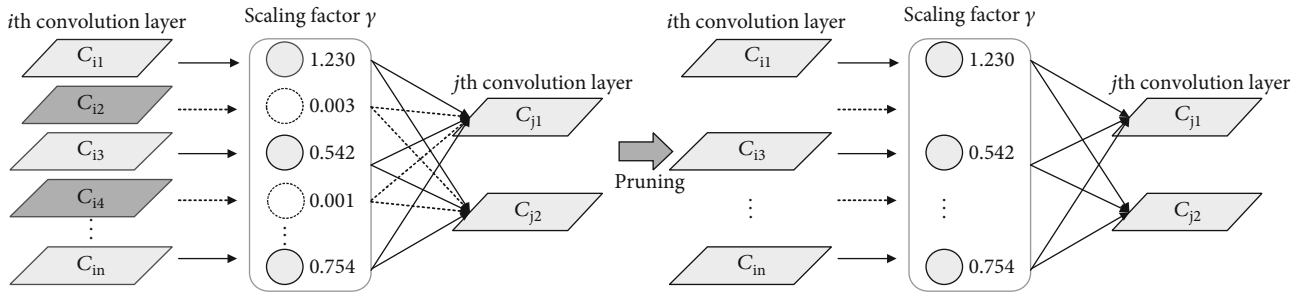 ith convolution layer
Scaling factor γ
C_i1
1.230
C_i2
0.003
C_i3
0.542
C_i4
0.001
⋮
⋮
C_in
0.754
jth convolution layer
C_j1
C_j2
Pruning
ith convolution layer
Scaling factor γ
C_i1
1.230
C_i3
0.542
⋮
⋮
C_in
0.754
jth convolution layer
C_j1
C_j2